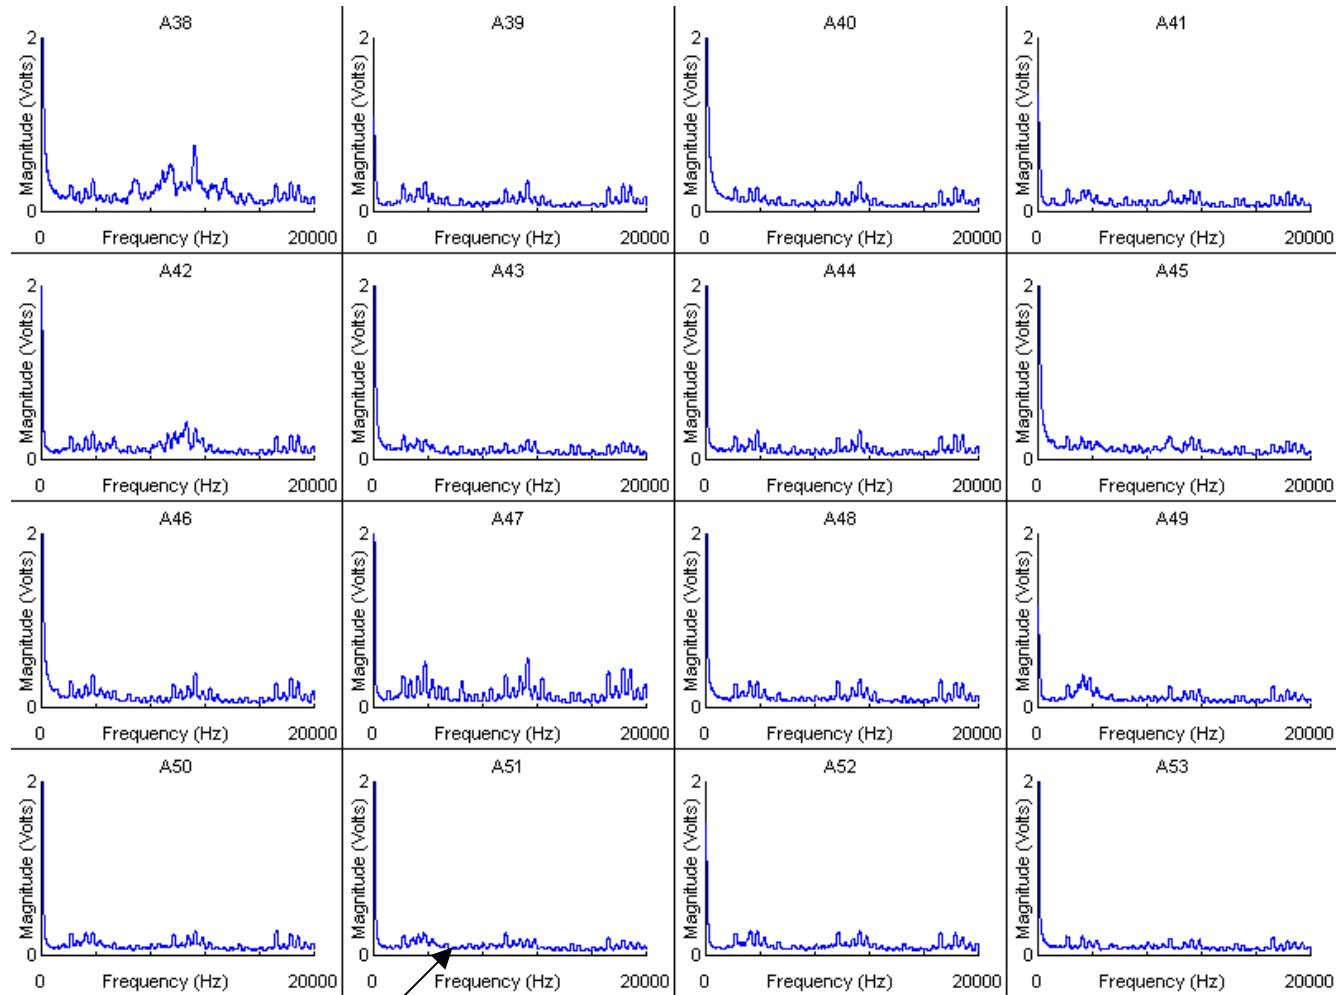 A38 A39 A40 A41
2 2 2 2
Magnitude (Volts) Magnitude (Volts) Magnitude (Volts) Magnitude (Volts)
0 0 0 0
0 Frequency (Hz) 20000 0 Frequency (Hz) 20000 0 Frequency (Hz) 20000 0 Frequency (Hz) 20000
A42 A43 A44 A45
2 2 2 2
Magnitude (Volts) Magnitude (Volts) Magnitude (Volts) Magnitude (Volts)
0 0 0 0
0 Frequency (Hz) 20000 0 Frequency (Hz) 20000 0 Frequency (Hz) 20000 0 Frequency (Hz) 20000
A46 A47 A48 A49
2 2 2 2
Magnitude (Volts) Magnitude (Volts) Magnitude (Volts) Magnitude (Volts)
0 0 0 0
0 Frequency (Hz) 20000 0 Frequency (Hz) 20000 0 Frequency (Hz) 20000 0 Frequency (Hz) 20000
A50 A51 A52 A53
2 2 2 2
Magnitude (Volts) Magnitude (Volts) Magnitude (Volts) Magnitude (Volts)
0 0 0 0
0 Frequency (Hz) 20000 0 Frequency (Hz) 20000 0 Frequency (Hz) 20000 0 Frequency (Hz) 20000